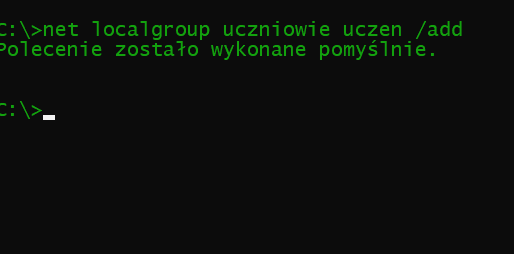 C:\>net localgroup uczniowie uczen /add
Polecenie zostało wykonane pomyślnie.
C:\>